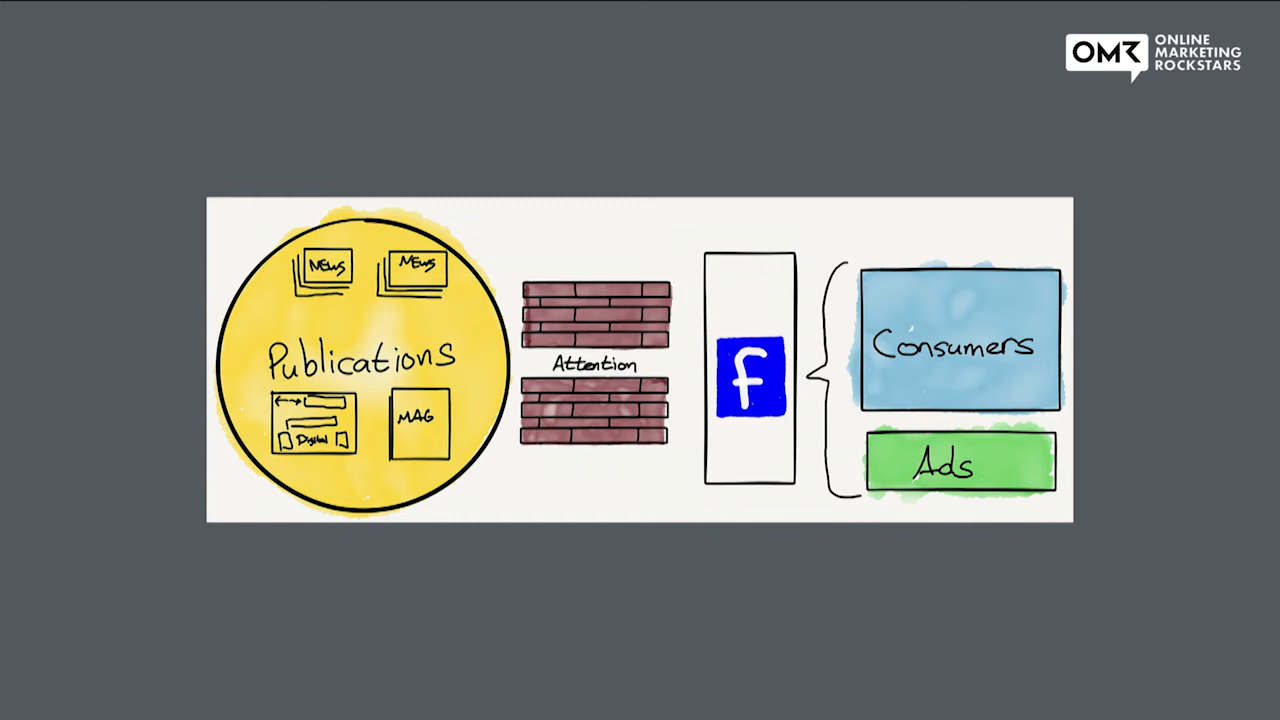 OMR
ONLINE
MARKETING
ROCKSTARS
NEWS
NEWS
Publications
Digital
MAG
Attention
f
Consumers
Ads